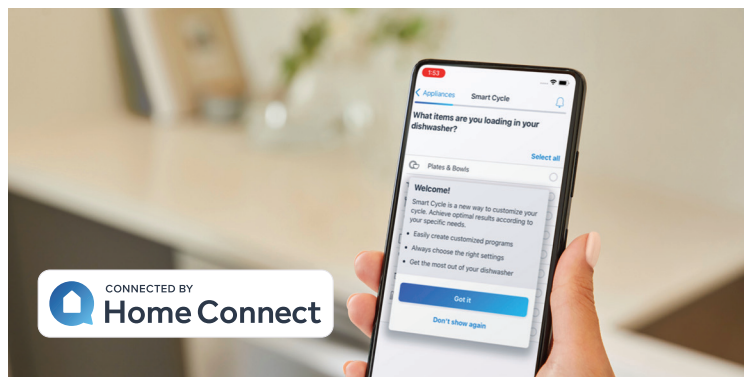 1:53
Appliances
Smart Cycle
What items are you loading in your
dishwasher?
Select all
Plates & Bowls
Welcome!
Smart Cycle is a new way to customize your
cycle. Achieve optimal results according to
your specific needs.
• Easily create customized programs
• Always choose the right settings
• Get the most out of your dishwasher
Got it
Don't show again
CONNECTED BY
Home Connect